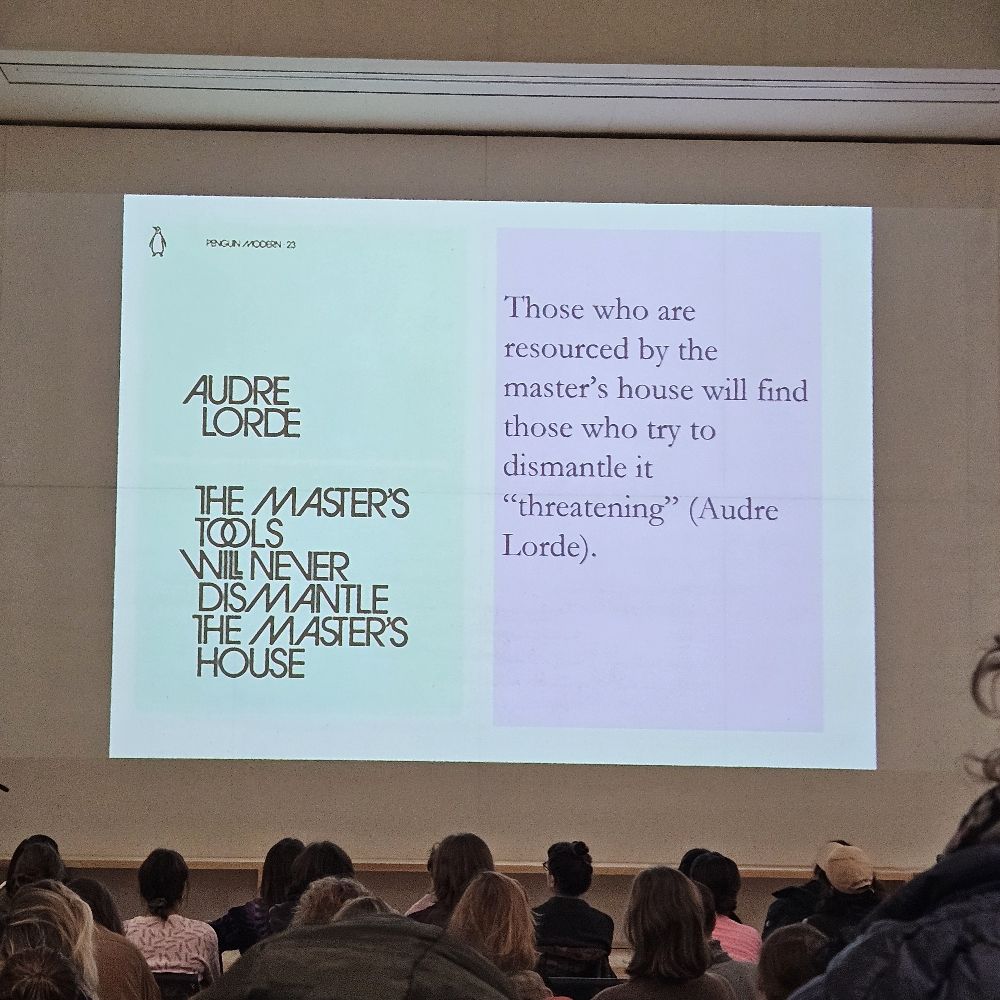 PENGUIN MODERN · 23
AUDRE
LORDE
THE MASTER'S
TOOLS
WILL NEVER
DISMANTLE
THE MASTER'S
HOUSE
Those who are
resourced by the
master’s house will find
those who try to
dismantle it
“threatening” (Audre
Lorde).